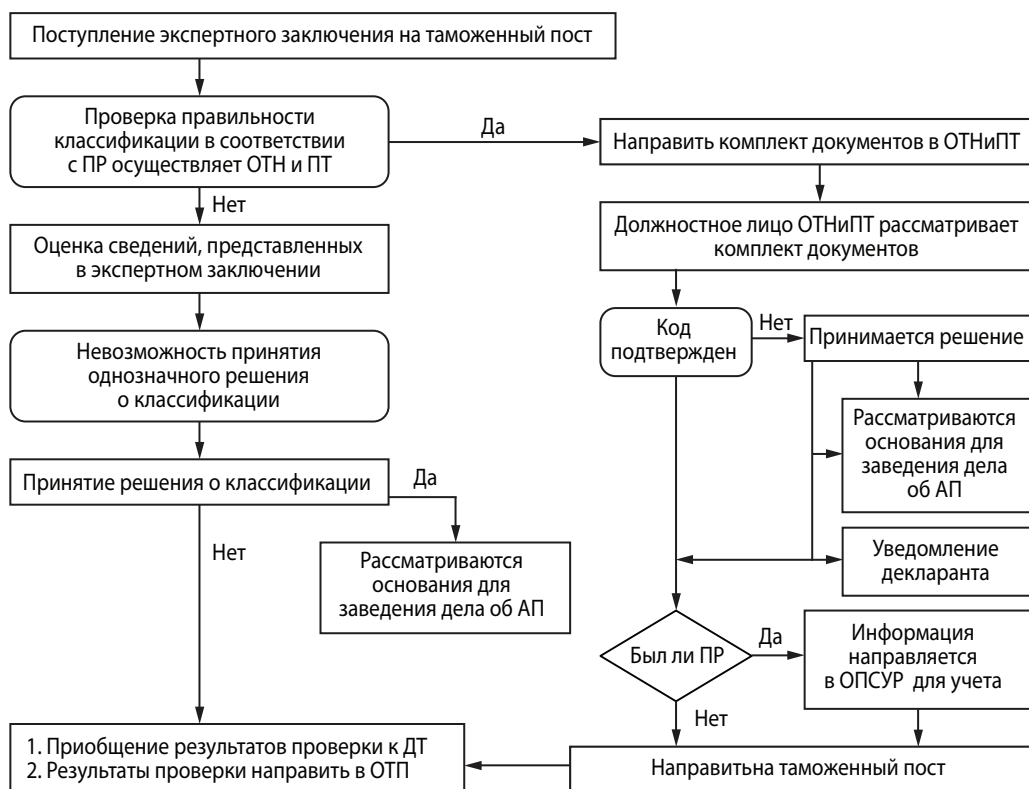 Поступление экспертного заключения на таможенный пост
Проверка правильности
классификации в соответствии
с ПР осуществляет ОТН и ПТ
Да
Направить комплект документов в ОТНиПТ
Нет
Должностное лицо ОТНиПТ рассматривает
комплект документов
Оценка сведений, представленных
в экспертном заключении
Код
подтвержден
Нет
Принимается решение
Невозможность принятия
однозначного решения
о классификации
Рассматриваются
основания для
заведения дела
об АП
Принятие решения о классификации
Да
Нет
Рассматриваются
основания для
заведения дела об АП
Уведомление
декларанта
Был ли ПР
Да
Информация
направляется
в ОПСУР для учета
Нет
1. Приобщение результатов проверки к ДТ
2. Результаты проверки направить в ОТП
Направитьна таможенный пост